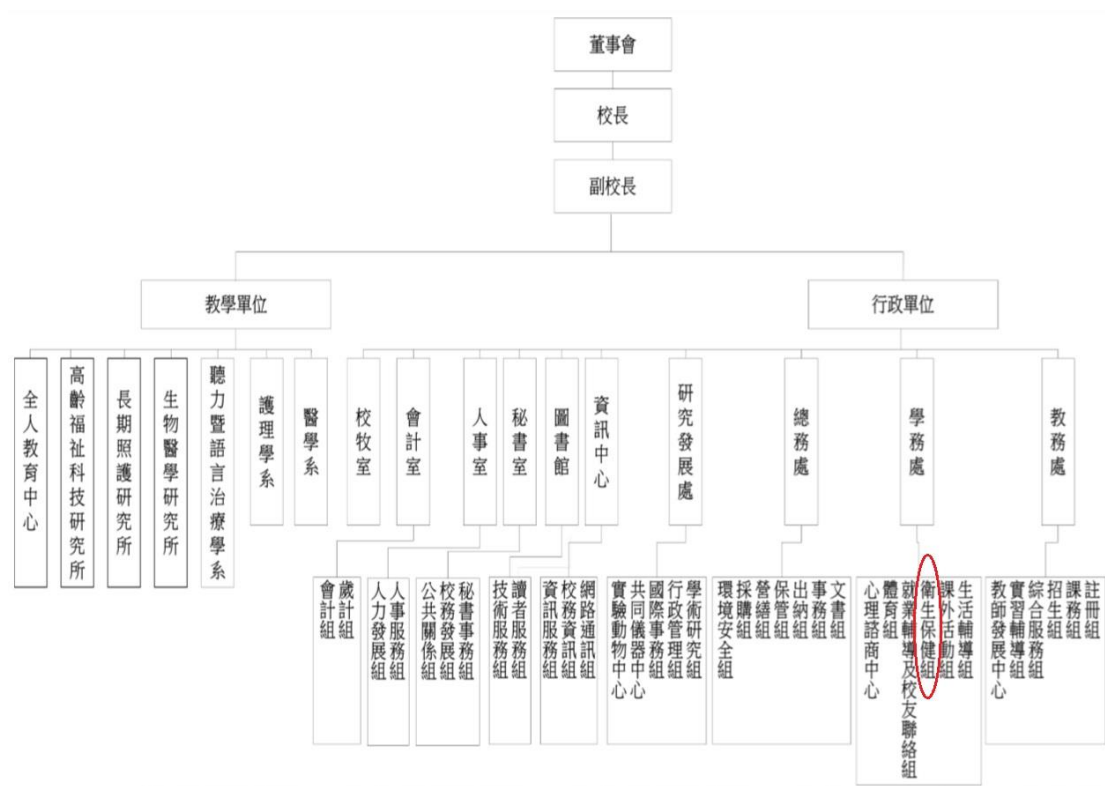 董事會
校長
副校長
教學單位
行政單位
全人教育中心
高齡福祉科技研究所
長期照護研究所
生物醫學研究所
聽力暨語言治療學系
護理學系
醫學系
校牧室
會計室
人事室
秘書室
圖書館
資訊中心
研究發展處
總務處
學務處
教務處
歲計組
會計組
人事服務組
人力發展組
秘書事務組
校務發展組
公共關係組
讀者服務組
技術服務組
網路通訊組
校務資訊組
資訊服務組
學術研究組
行政管理組
國際事務組
共同儀器中心
實驗動物中心
文書組
事務組
出納組
保管組
營繕組
採購組
環境安全組
生活輔導組
課外活動組
衛生保健組
就業輔導及校友聯絡組
體育組
心理諮商中心
註冊組
課務組
招生組
綜合服務組
實習輔導組
教師發展中心